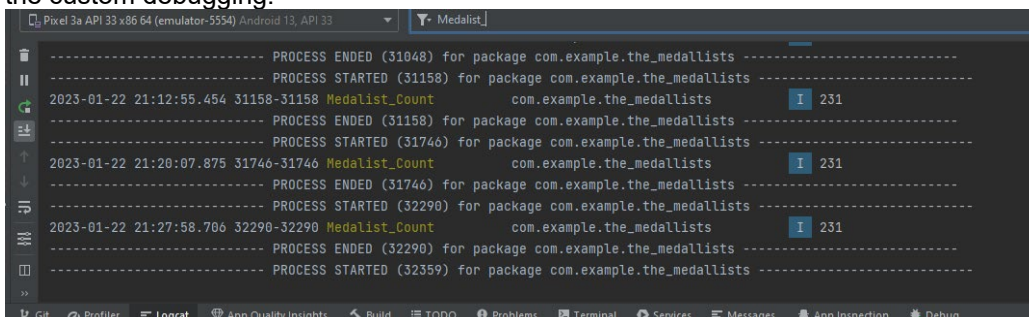 the custom debugging.
Pixel 3a API 33 x86 64 (emulator-5554) Android 13, API 33 Medalist_
---------------------------- PROCESS ENDED (31048) for package com.example.the_medallists ----------------------------
---------------------------- PROCESS STARTED (31158) for package com.example.the_medallists ----------------------------
2023-01-22 21:12:55.454 31158-31158 Medalist_Count com.example.the_medallists I 231
---------------------------- PROCESS ENDED (31158) for package com.example.the_medallists ----------------------------
---------------------------- PROCESS STARTED (31746) for package com.example.the_medallists ----------------------------
2023-01-22 21:20:07.875 31746-31746 Medalist_Count com.example.the_medallists I 231
---------------------------- PROCESS ENDED (31746) for package com.example.the_medallists ----------------------------
---------------------------- PROCESS STARTED (32290) for package com.example.the_medallists ----------------------------
2023-01-22 21:27:58.706 32290-32290 Medalist_Count com.example.the_medallists I 231
---------------------------- PROCESS ENDED (32290) for package com.example.the_medallists ----------------------------
---------------------------- PROCESS STARTED (32359) for package com.example.the_medallists ----------------------------
Git Profiler Logcat App Quality Insights Build TODO Problems Terminal Services Messages App Inspection Debug